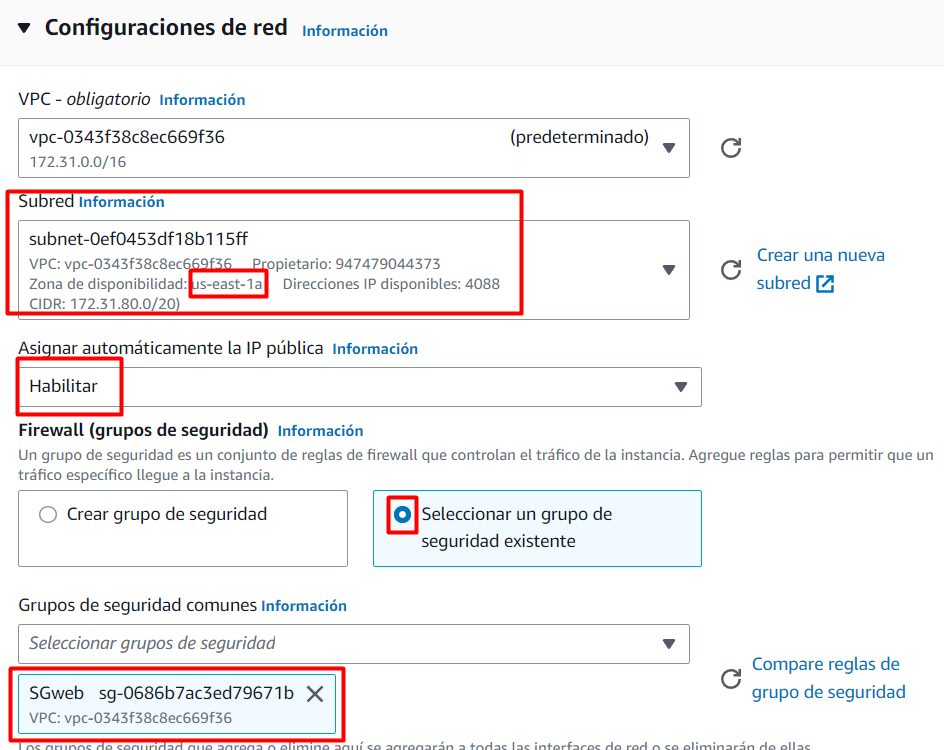 Configuraciones de red Información
VPC - obligatorio Información
vpc-0343f38c8ec669f36 (predeterminado)
172.31.0.0/16
Subred Información
subnet-0ef0453df18b115ff
VPC: vpc-0343f38c8ec669f36 Propietario: 947479044373
Zona de disponibilidad: us-east-1a Direcciones IP disponibles: 4088
CIDR: 172.31.80.0/20)
Crear una nueva
subred
Asignar automáticamente la IP pública Información
Habilitar
Firewall (grupos de seguridad) Información
Un grupo de seguridad es un conjunto de reglas de firewall que controlan el tráfico de la instancia. Agregue reglas para permitir que un
tráfico específico llegue a la instancia.
Crear grupo de seguridad
Seleccionar un grupo de
seguridad existente
Grupos de seguridad comunes Información
Seleccionar grupos de seguridad
SGweb sg-0686b7ac3ed79671b
VPC: vpc-0343f38c8ec669f36
Compare reglas de
grupo de seguridad
Los grupos de seguridad que agrega o elimine aquí se agregarán a todas las interfaces de red o se eliminarán de ellas.